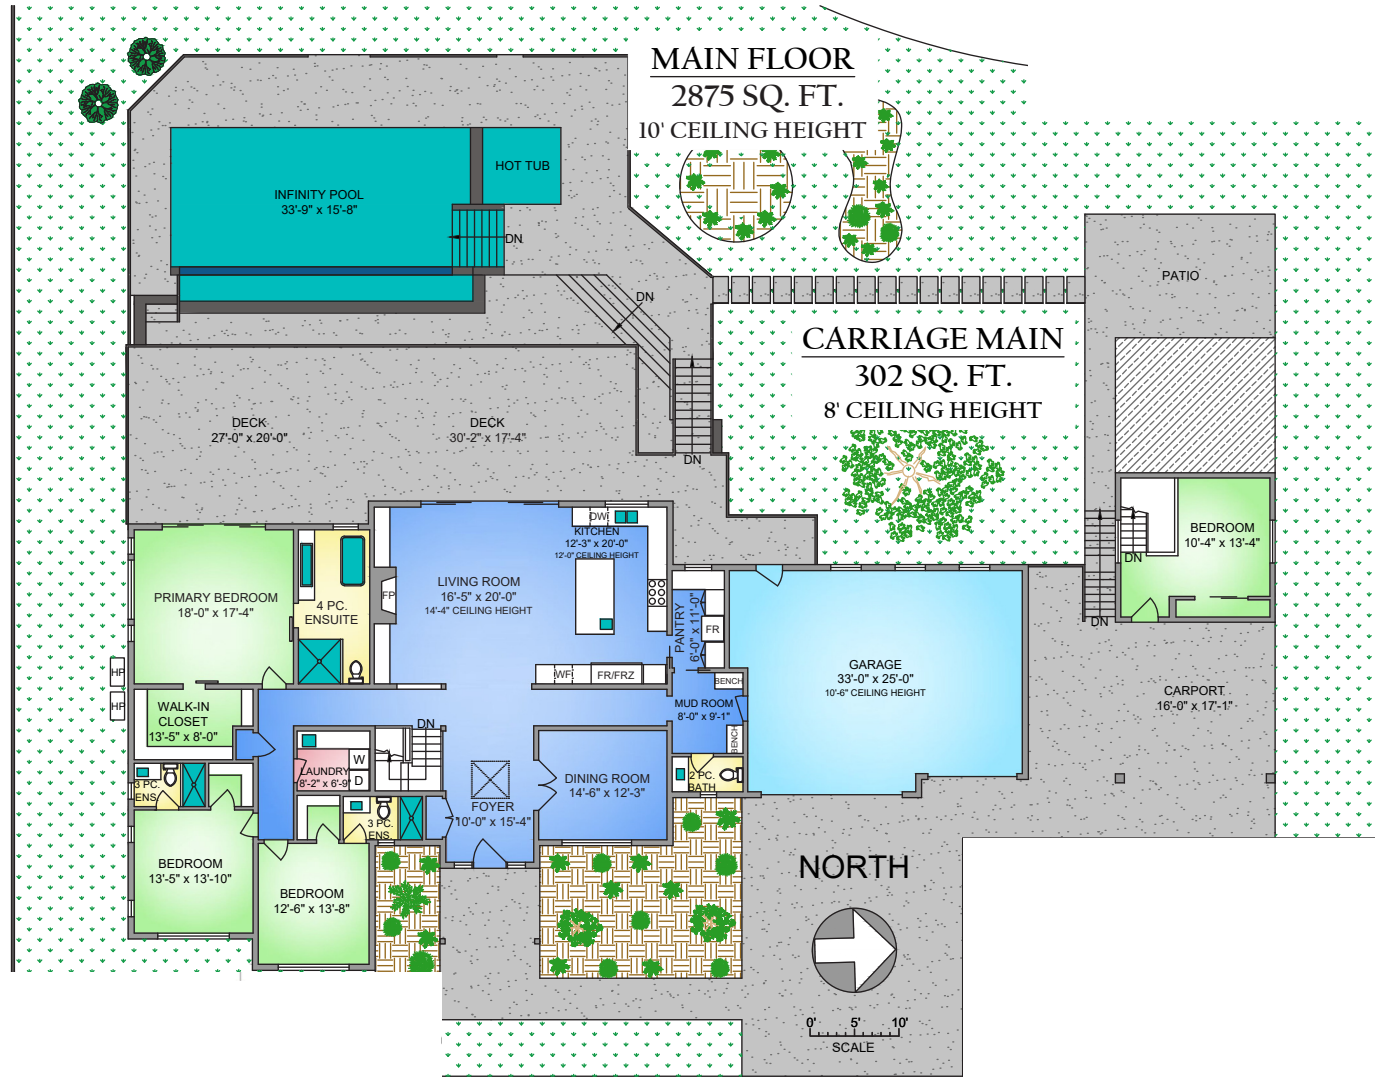 MAIN FLOOR
2875 SQ. FT.
10' CEILING HEIGHT
HOT TUB
INFINITY POOL
33'-9" x 15'-8"
DN
PATIO
DN
CARRIAGE MAIN
302 SQ. FT.
8' CEILING HEIGHT
DECK
27'-0" x 20'-0"
DECK
30'-2" x 17'-4"
DN
DW
KITCHEN
12'-3" x 20'-0"
12'-0" CEILING HEIGHT
BEDROOM
10'-4" x 13'-4"
DN
DN
LIVING ROOM
16'-5" x 20'-0"
14'-4" CEILING HEIGHT
FP
PRIMARY BEDROOM
18'-0" x 17'-4"
4 PC.
ENSUITE
PANTRY
6'-0" x 11'-0"
FR
GARAGE
33'-0" x 25'-0"
10'-6" CEILING HEIGHT
HP
HP
WF
FR/FRZ
BENCH
CARPORT
16'-0" x 17'-1"
WALK-IN
CLOSET
13'-5" x 8'-0"
MUD ROOM
8'-0" x 9'-1"
BENCH
DN
W
D
LAUNDRY
8'-2" x 6'-9"
DINING ROOM
14'-6" x 12'-3"
2 PC.
BATH
3 PC.
ENS.
FOYER
10'-0" x 15'-4"
3 PC.
ENS.
BEDROOM
13'-5" x 13'-10"
BEDROOM
12'-6" x 13'-8"
NORTH
0' 5' 10'
SCALE